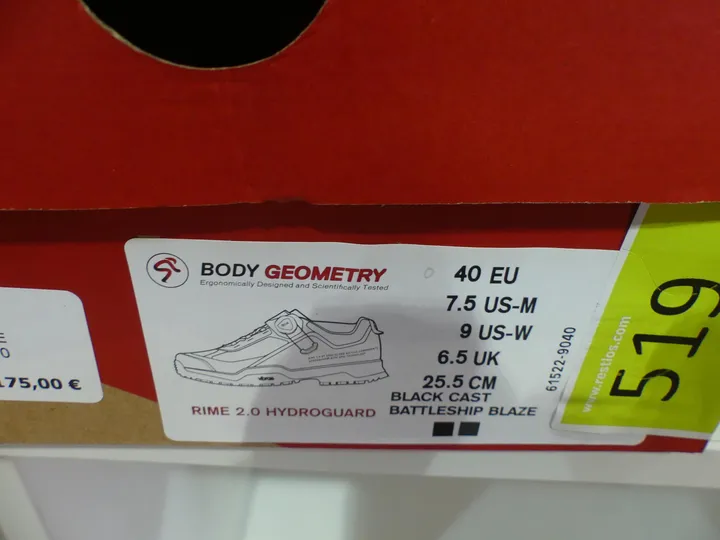 E
0
175,00 €
BODY GEOMETRY
Ergonomically Designed and Scientifically Tested
RIME 2.0 HYDROGUARD
40 EU
7.5 US-M
9 US-W
6.5 UK
25.5 CM
BLACK CAST
BATTLESHIP BLAZE
61522-9040
www.restlos.com
519